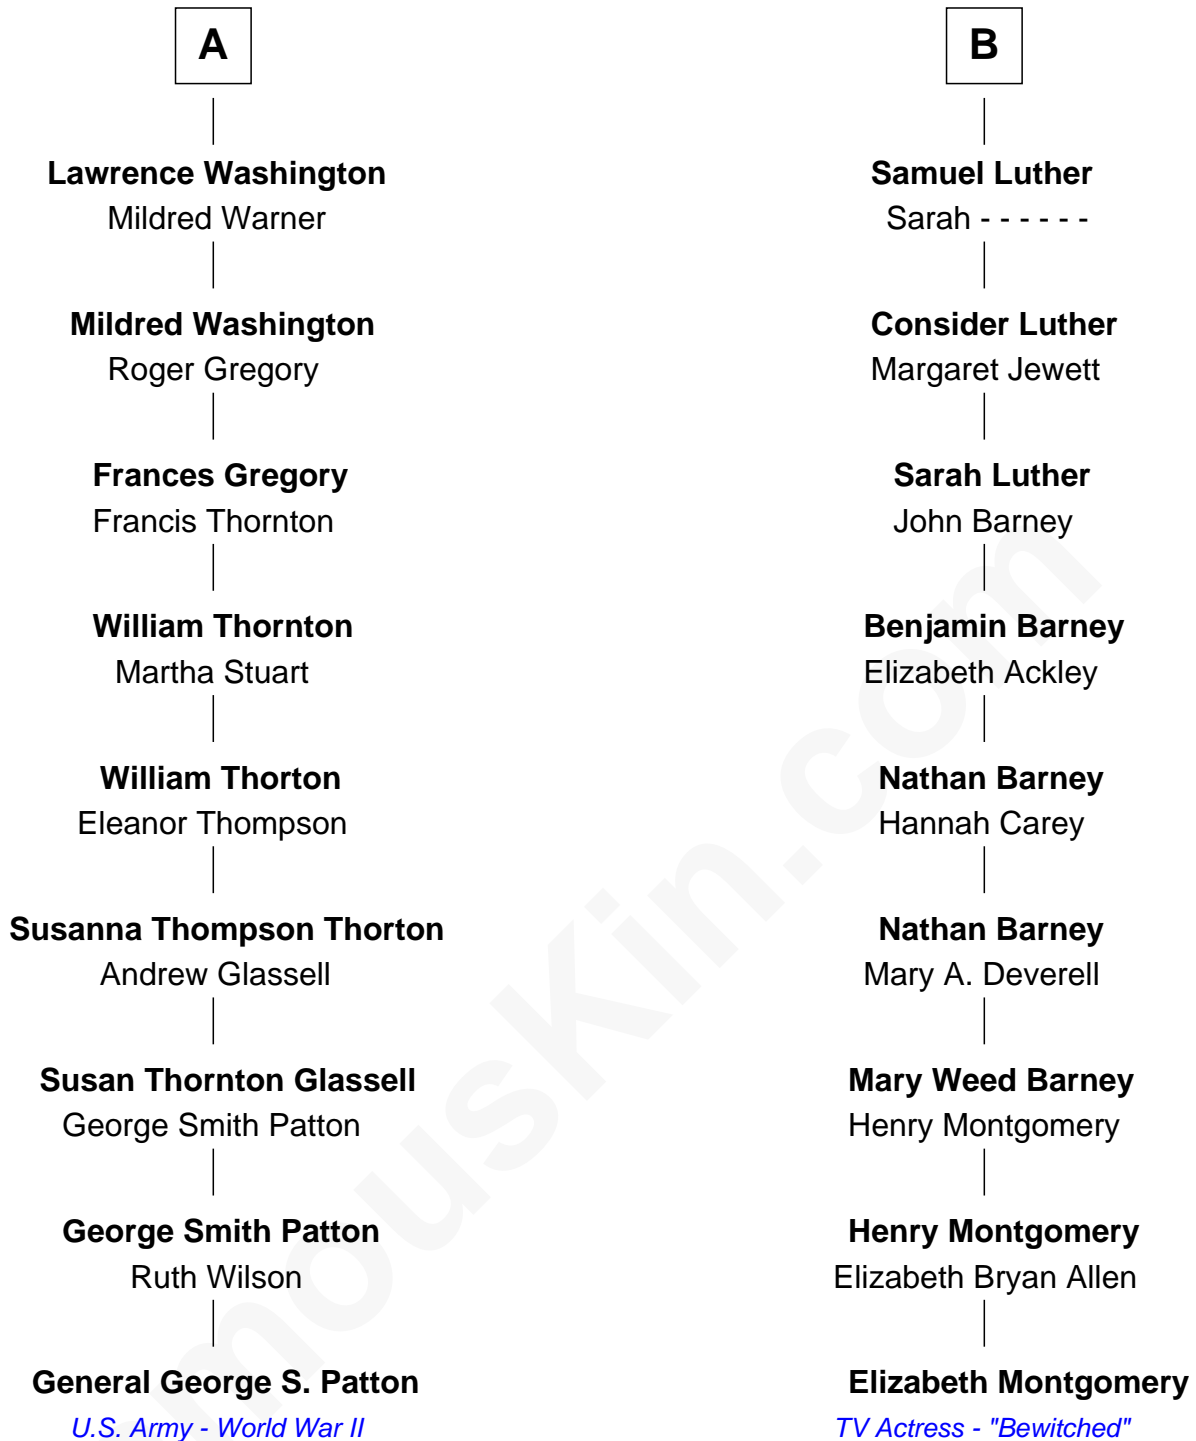 A
Lawrence Washington
Mildred Warner
Mildred Washington
Roger Gregory
Frances Gregory
Francis Thornton
William Thornton
Martha Stuart
William Thorton
Eleanor Thompson
Susanna Thompson Thorton
Andrew Glassell
Susan Thornton Glassell
George Smith Patton
George Smith Patton
Ruth Wilson
General George S. Patton
U.S. Army - World War II
B
Samuel Luther
Sarah - - - - - -
Consider Luther
Margaret Jewett
Sarah Luther
John Barney
Benjamin Barney
Elizabeth Ackley
Nathan Barney
Hannah Carey
Nathan Barney
Mary A. Deverell
Mary Weed Barney
Henry Montgomery
Henry Montgomery
Elizabeth Bryan Allen
Elizabeth Montgomery
TV Actress - "Bewitched"
mousKin.com